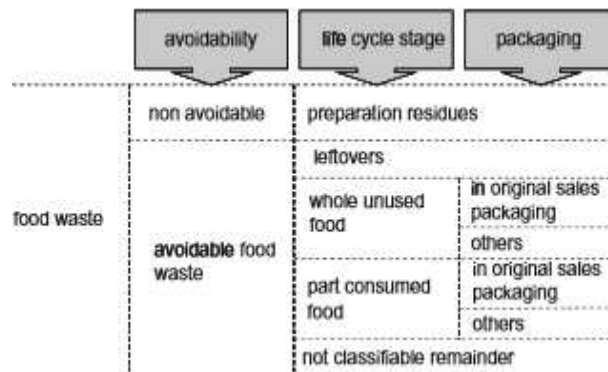 avoidability
life cycle stage
packaging
non avoidable
preparation residues
leftovers
food waste
avoidable food
waste
whole unused
food
in original sales
packaging
others
part consumed
food
in original sales
packaging
others
not classifiable remainder